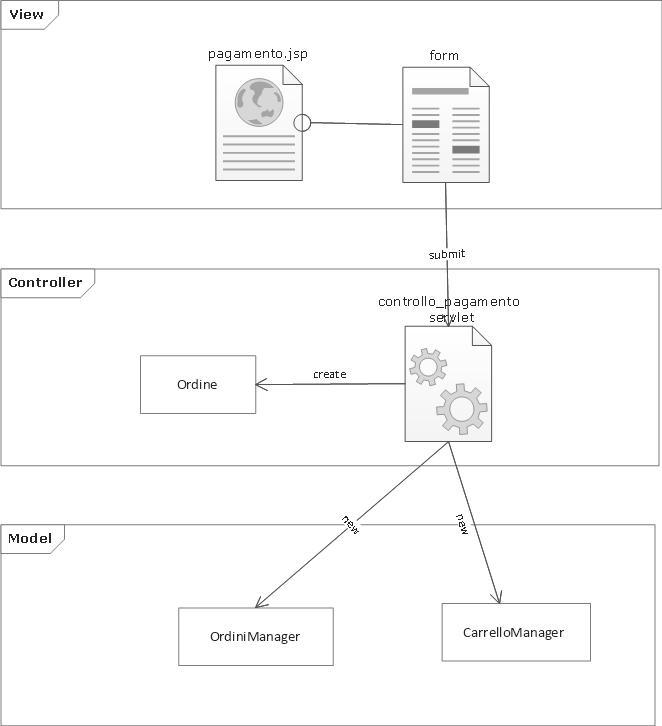 View
pagamento.jsp
form
submit
Controller
controllo_pagamento
servlet
create
Ordine
new
new
Model
OrdiniManager
CarrelloManager